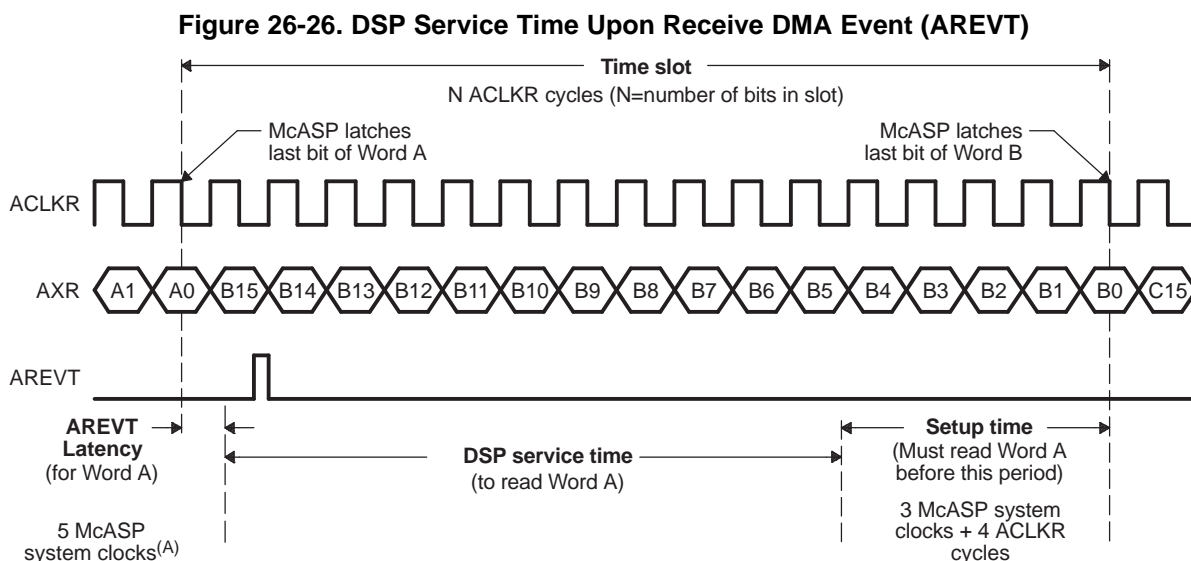 Figure 26-26. DSP Service Time Upon Receive DMA Event (AREVT)
Time slot
N ACLKR cycles (N=number of bits in slot)
McASP latches
last bit of Word A
McASP latches
last bit of Word B
ACLKR
AXR
A1 A0 B15 B14 B13 B12 B11 B10 B9 B8 B7 B6 B5 B4 B3 B2 B1 B0 C15
AREVT
AREVT
Latency
(for Word A)
DSP service time
(to read Word A)
Setup time
(Must read Word A
before this period)
5 McASP
system clocks(A)
3 McASP system
clocks + 4 ACLKR
cycles